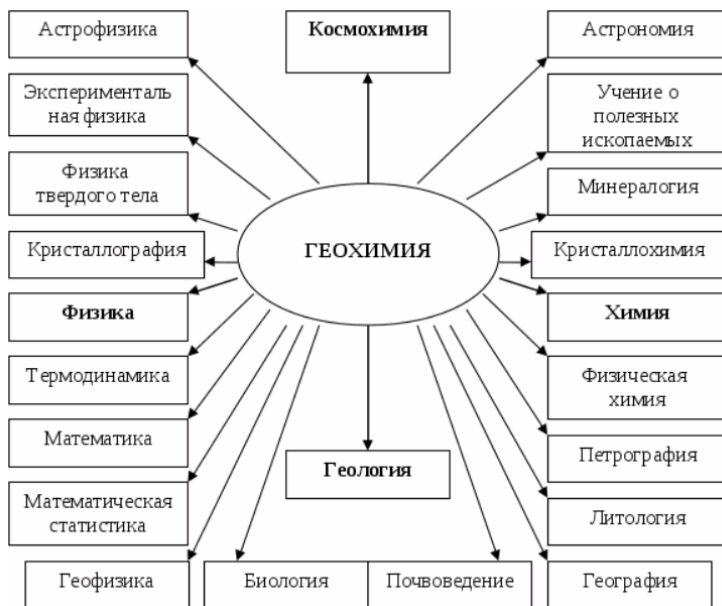 Астрофизика
Космохимия
Астрономия
Эксперименталь
ная физика
Учение о
полезных
ископаемых
Физика
твердого тела
Минералогия
Кристаллография
ГЕОХИМИЯ
Кристаллохимия
Физика
Химия
Термодинамика
Физическая
химия
Математика
Геология
Петрография
Математическая
статистика
Литология
Геофизика
Биология
Почвоведение
География